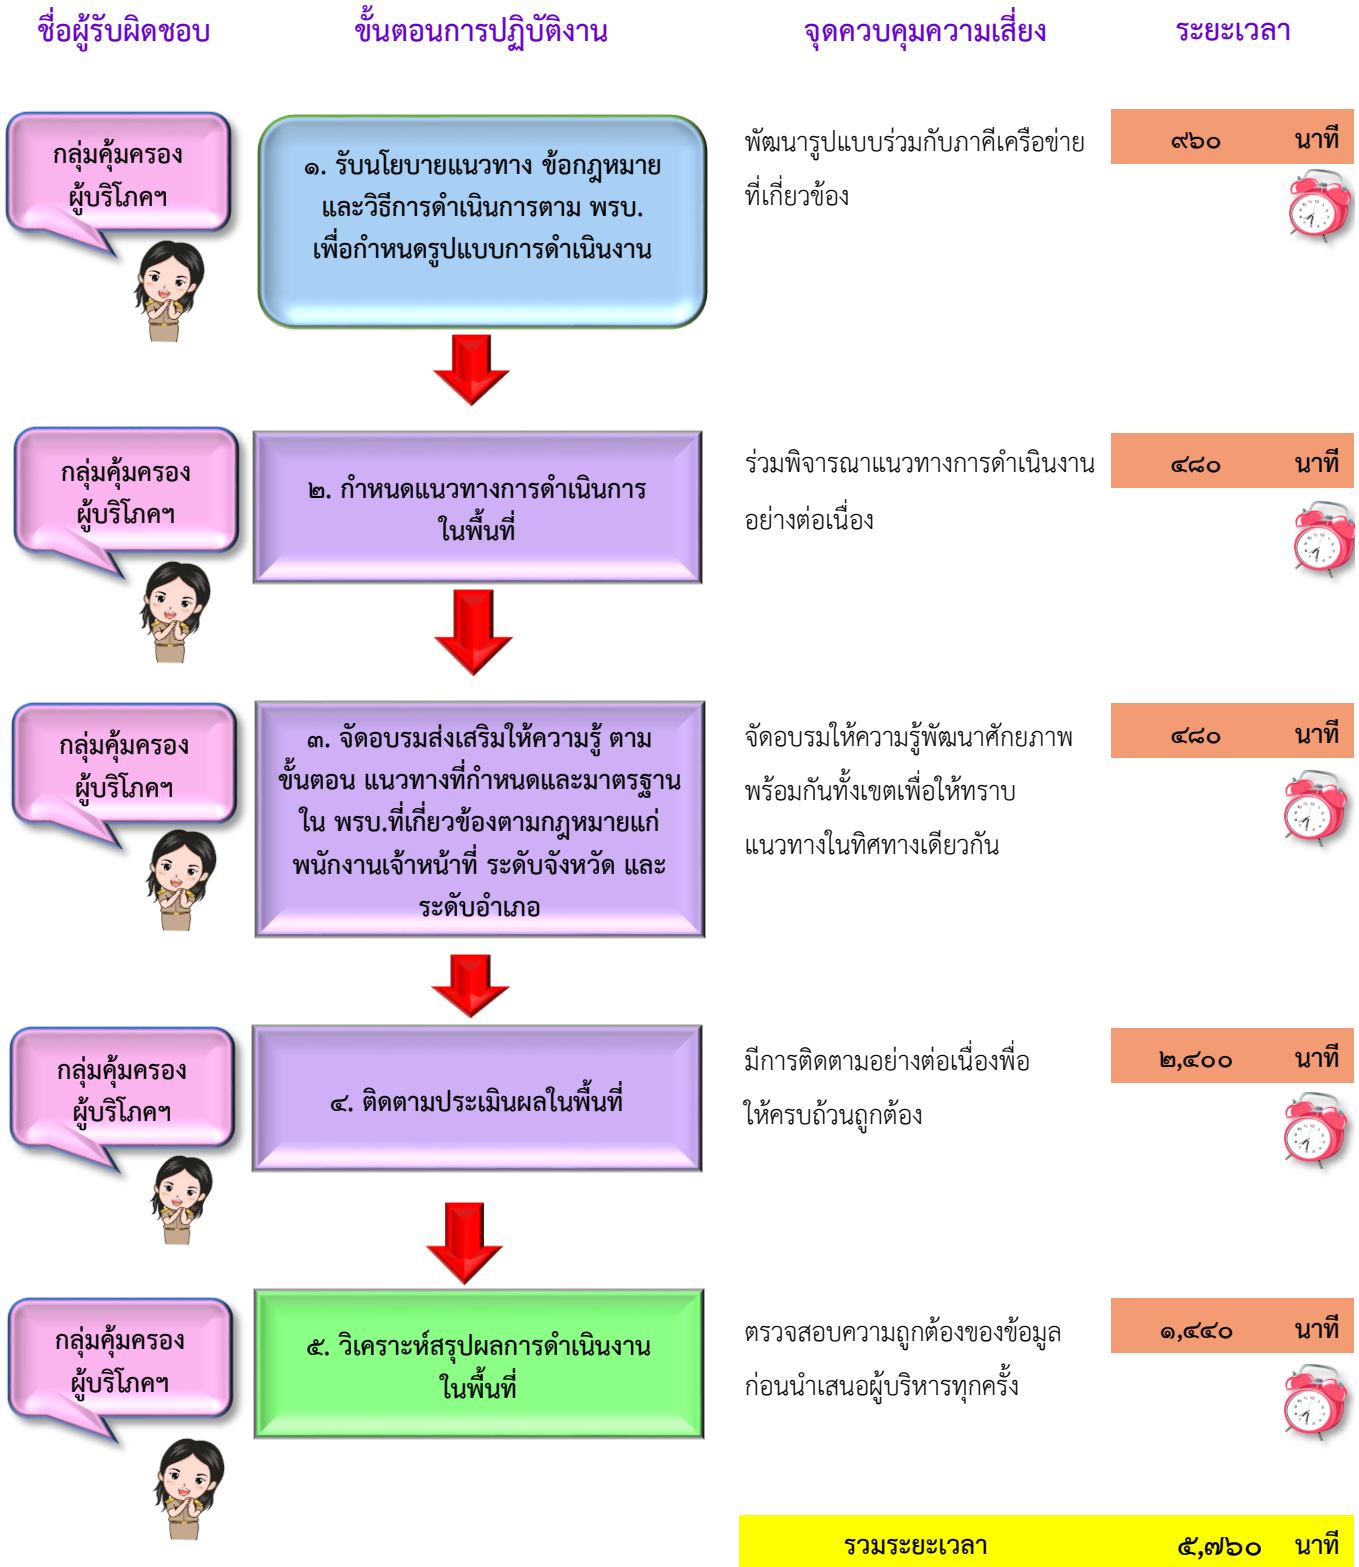 ชื่อผู้รับผิดชอบ ขั้นตอนการปฏิบัติงาน จุดควบคุมความเสี่ยง ระยะเวลา
กลุ่มคุ้มครอง
ผู้บริโภคฯ
๑. รับนโยบายแนวทาง ข้อกฎหมาย
และวิธีการดำเนินการตาม พรบ.
เพื่อกำหนดรูปแบบการดำเนินงาน
พัฒนารูปแบบร่วมกับภาคีเครือข่าย
ที่เกี่ยวข้อง
๙๖๐ นาที
กลุ่มคุ้มครอง
ผู้บริโภคฯ
๒. กำหนดแนวทางการดำเนินการ
ในพื้นที่
ร่วมพิจารณาแนวทางการดำเนินงาน
อย่างต่อเนื่อง
๔๘๐ นาที
กลุ่มคุ้มครอง
ผู้บริโภคฯ
๓. จัดอบรมส่งเสริมให้ความรู้ ตาม
ขั้นตอน แนวทางที่กำหนดและมาตรฐาน
ใน พรบ.ที่เกี่ยวข้องตามกฎหมายแก่
พนักงานเจ้าหน้าที่ ระดับจังหวัด และ
ระดับอำเภอ
จัดอบรมให้ความรู้พัฒนาศักยภาพ
พร้อมกันทั้งเขตเพื่อให้ทราบ
แนวทางในทิศทางเดียวกัน
๔๘๐ นาที
กลุ่มคุ้มครอง
ผู้บริโภคฯ
๔. ติดตามประเมินผลในพื้นที่
มีการติดตามอย่างต่อเนื่องพื่อ
ให้ครบถ้วนถูกต้อง
๒,๔๐๐ นาที
กลุ่มคุ้มครอง
ผู้บริโภคฯ
๕. วิเคราะห์สรุปผลการดำเนินงาน
ในพื้นที่
ตรวจสอบความถูกต้องของข้อมูล
ก่อนนำเสนอผู้บริหารทุกครั้ง
๑,๔๔๐ นาที
รวมระยะเวลา ๕,๗๖๐ นาที